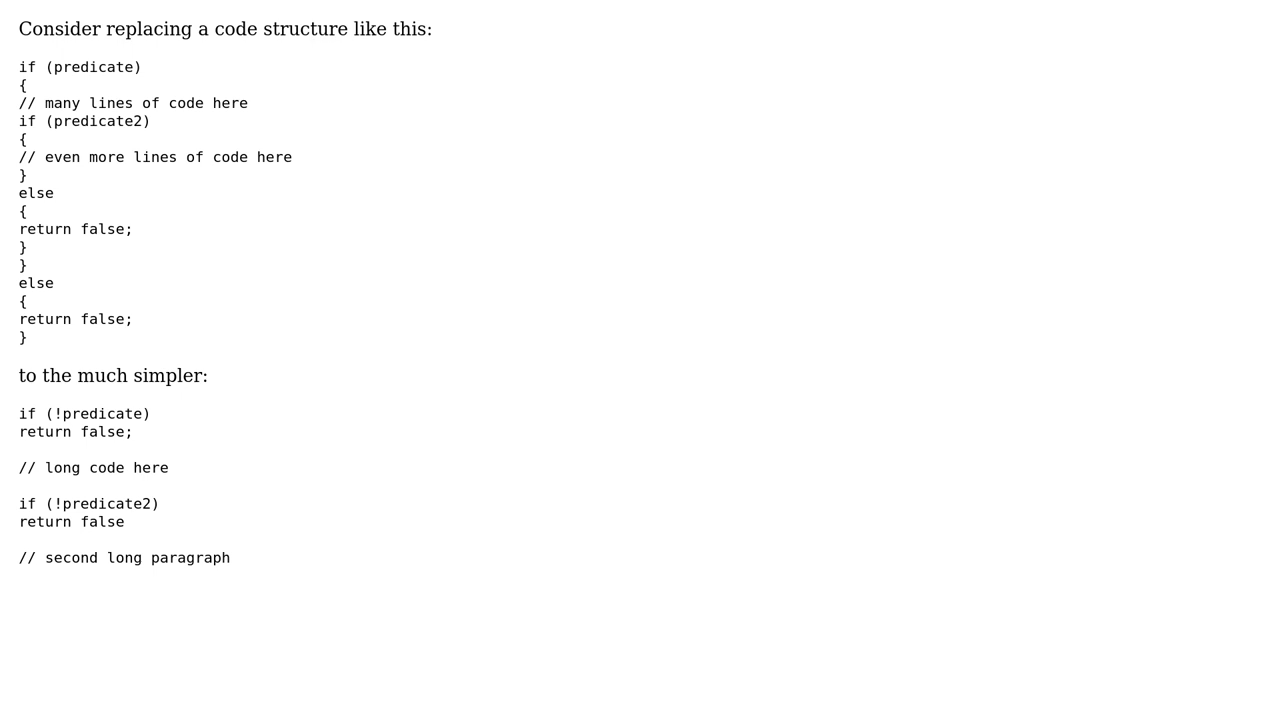 Consider replacing a code structure like this:
if (predicate)
{
// many lines of code here
if (predicate2)
{
// even more lines of code here
}
else
{
return false;
}
}
else
{
return false;
}
to the much simpler:
if (!predicate)
return false;
// long code here
if (!predicate2)
return false
// second long paragraph